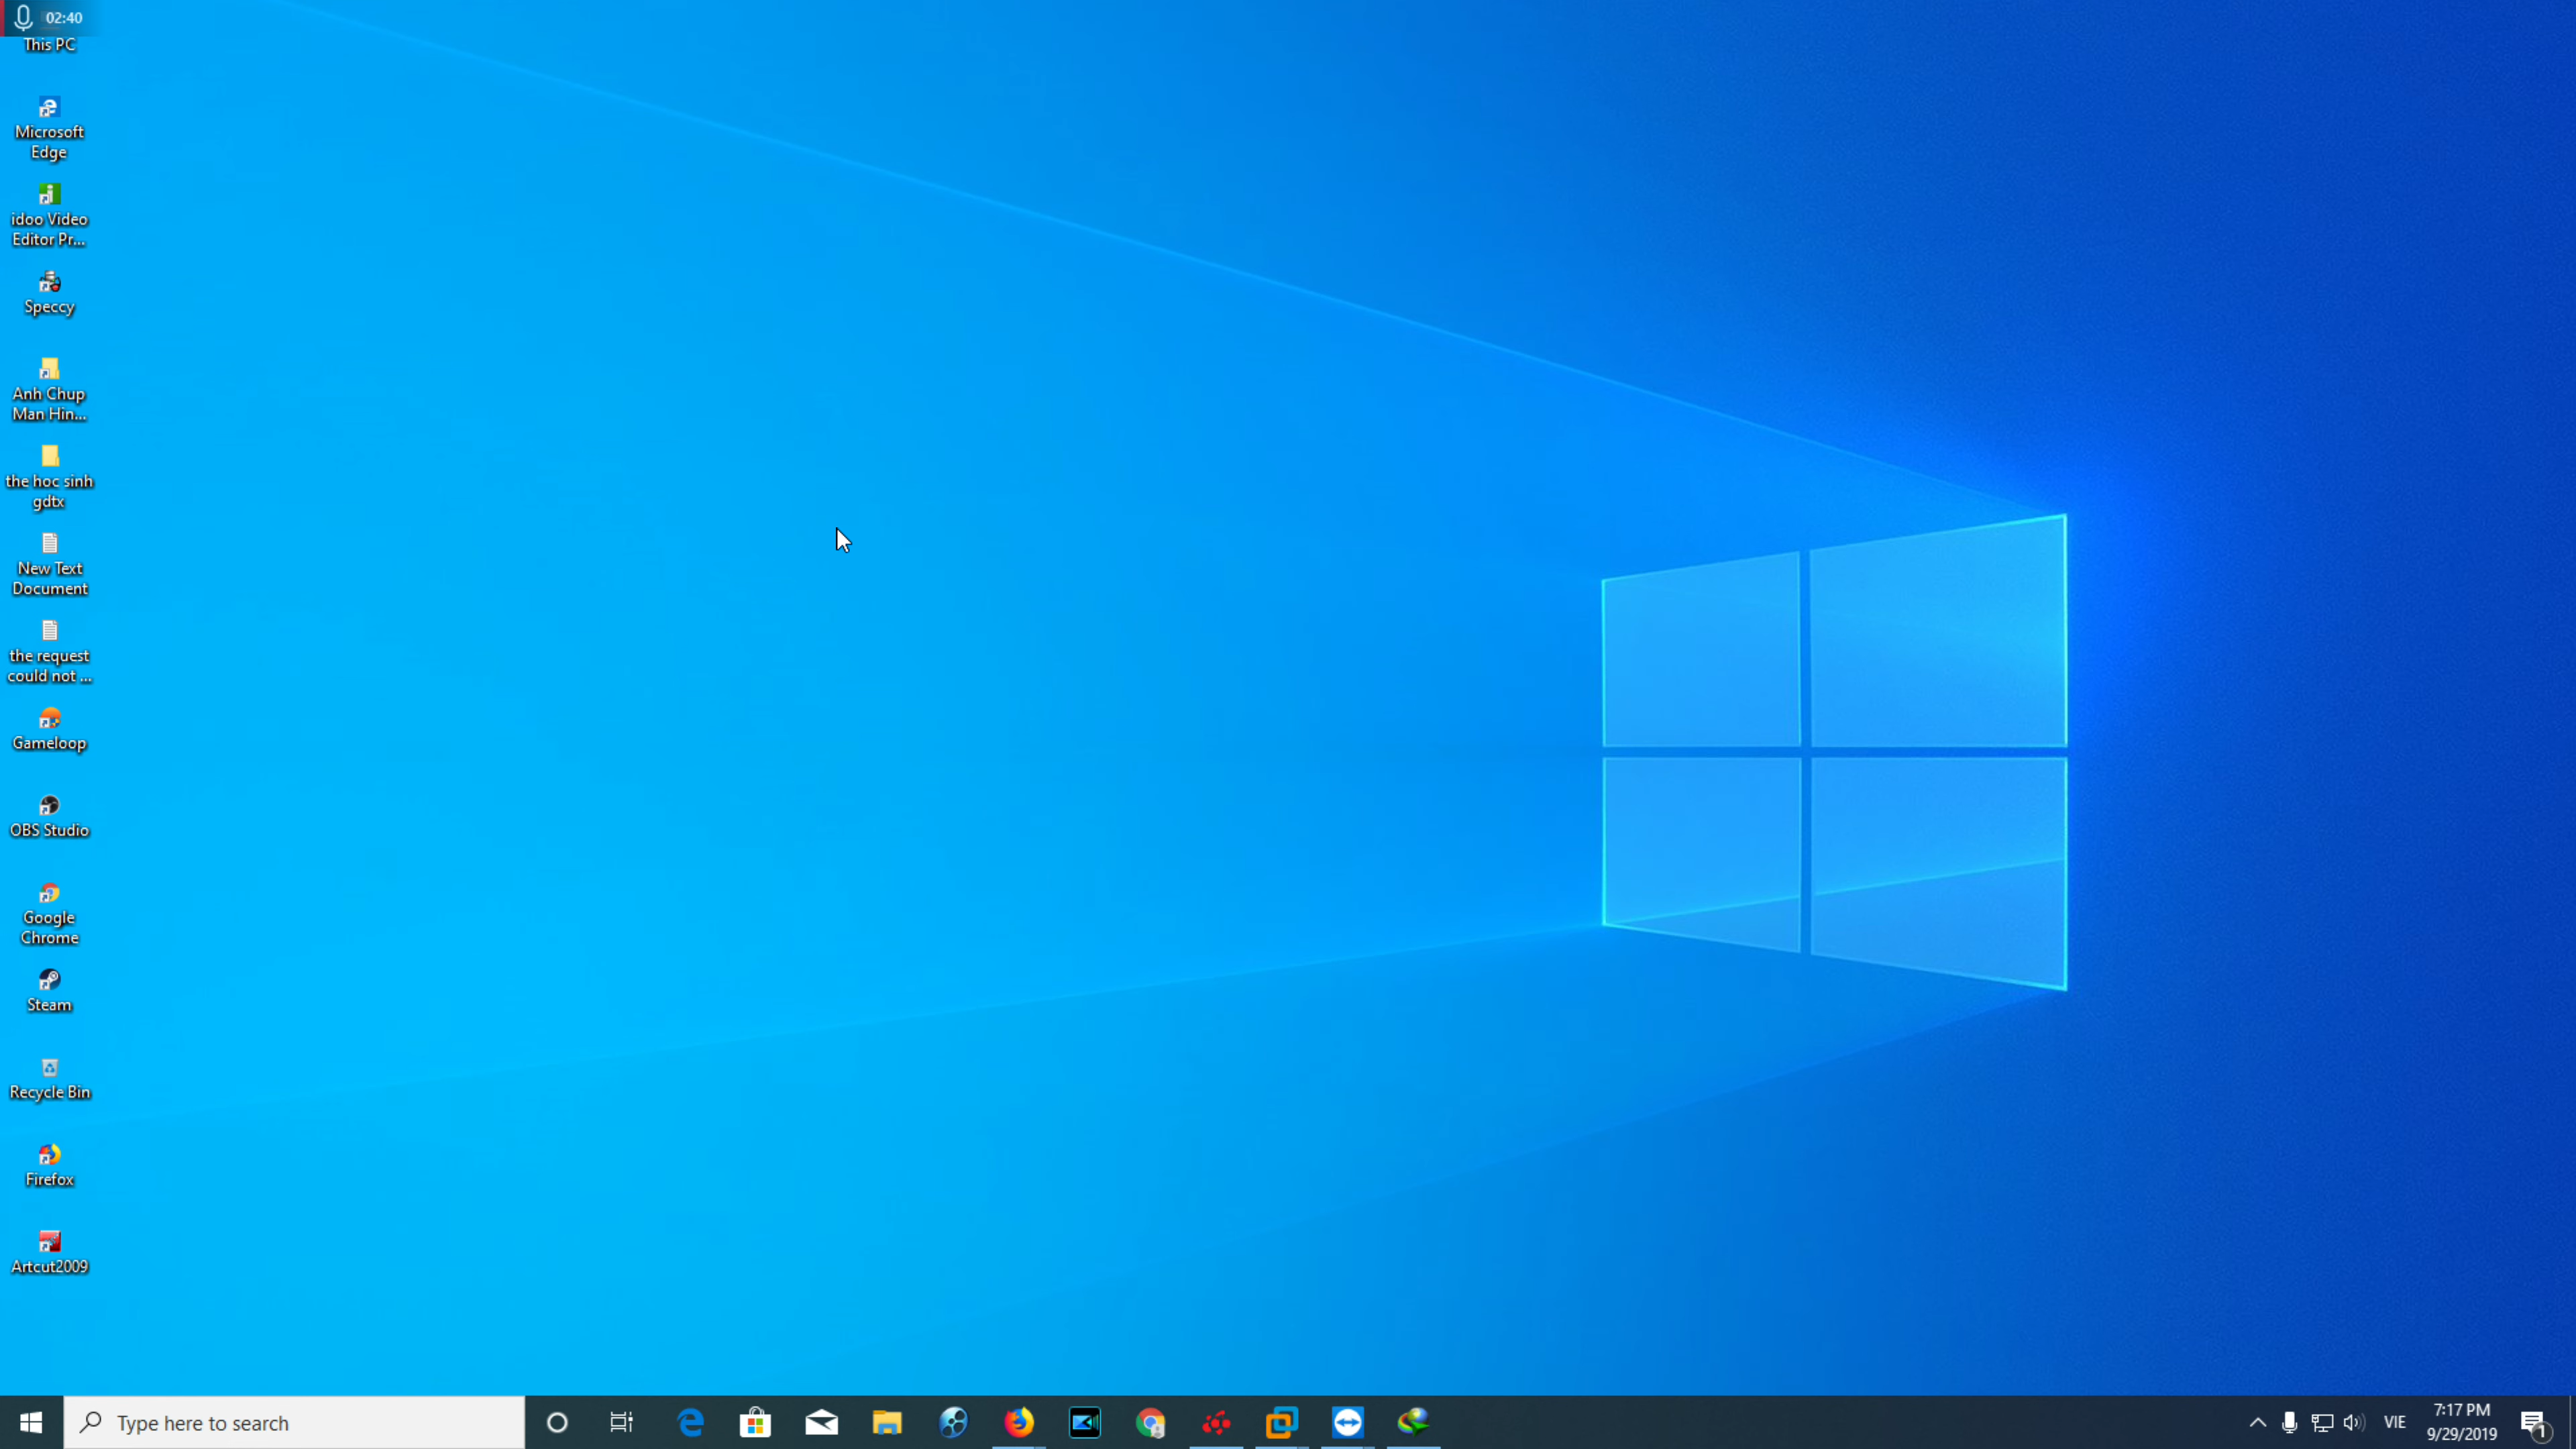 02:40
This PC
Microsoft
Edge
idoo Video
Editor Pr...
Speccy
Anh Chup
Man Hin...
the hoc sinh
gdtx
New Text
Document
the request
could not ...
Gameloop
OBS Studio
Google
Chrome
Steam
Recycle Bin
Firefox
Artcut2009
Type here to search
VIE
7:17 PM
9/29/2019
1